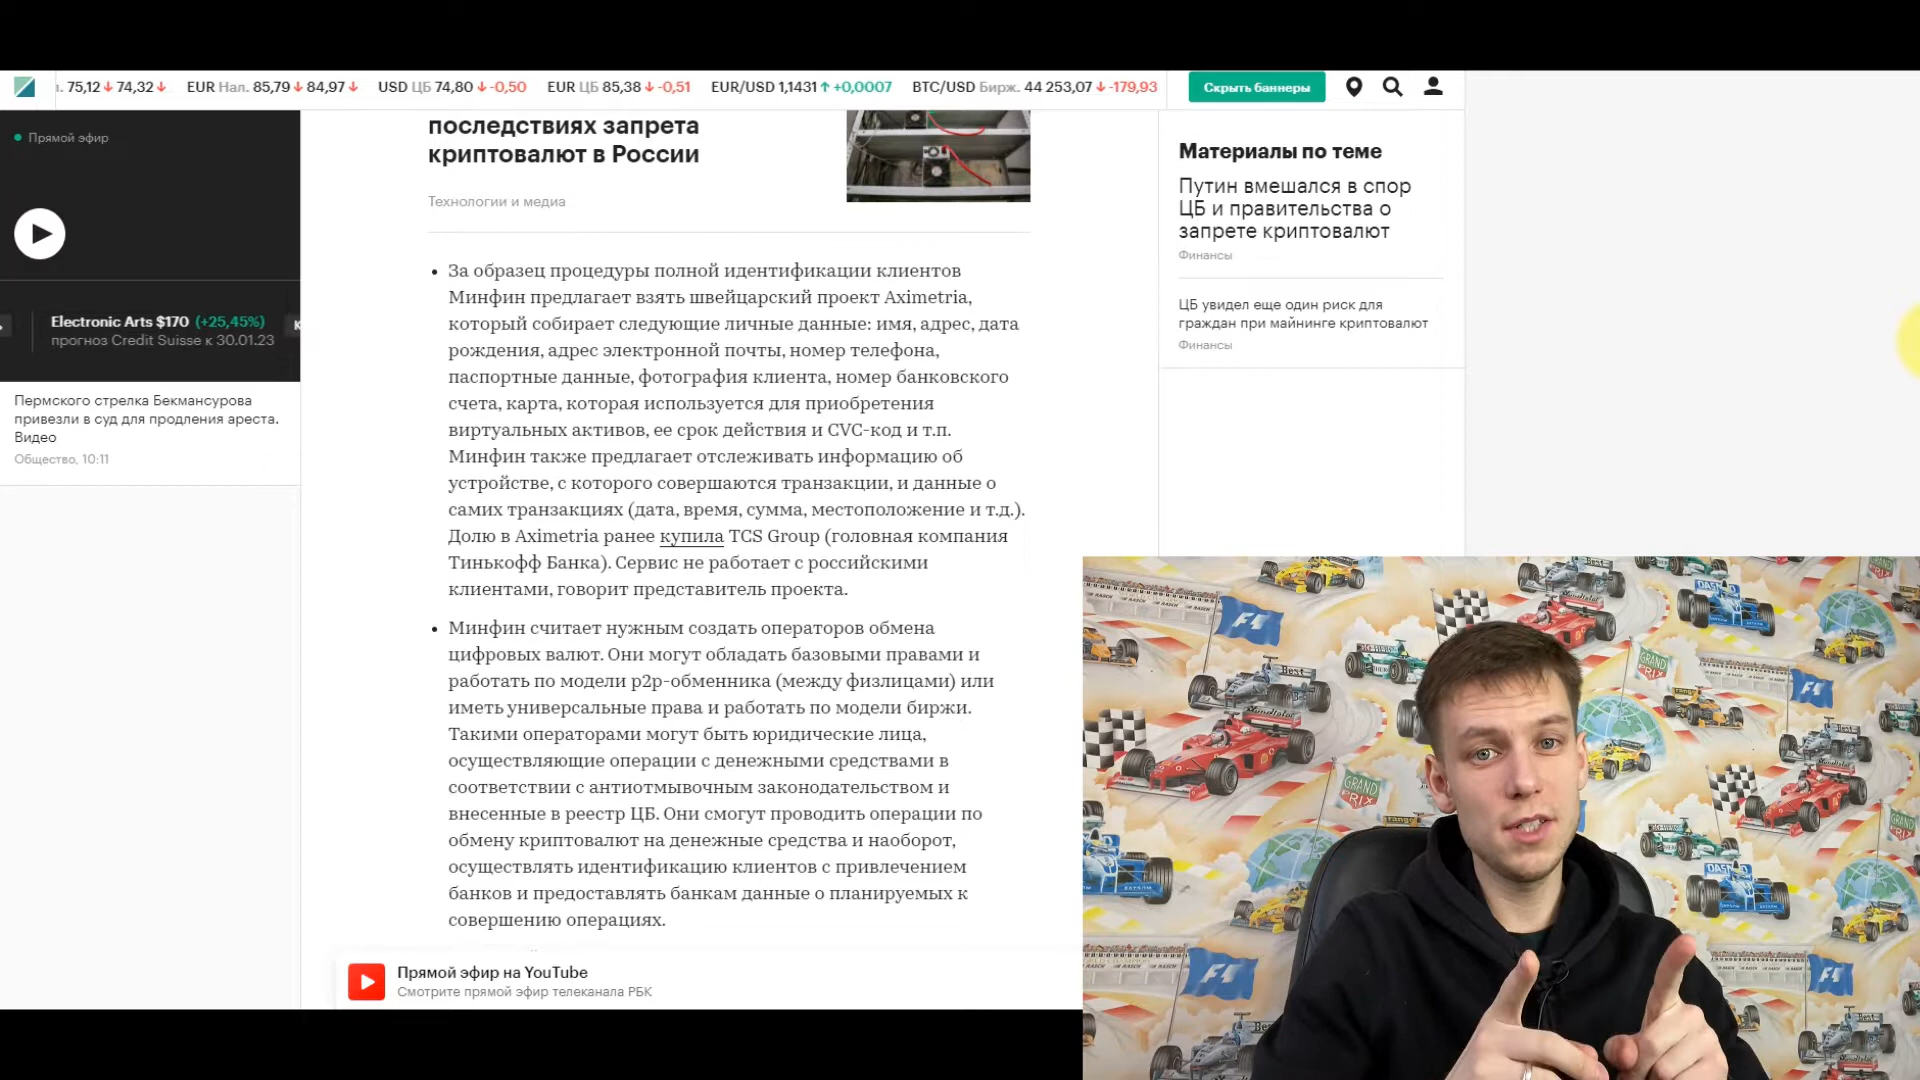 75,12 74,32
EUR Нал. 85,79 84,97
USD ЦБ 74,80 -0,50
EUR ЦБ 85,38 -0,51
EUR/USD 1,1431 +0,0007
BTC/USD Бирж. 44 253,07 -179,93
Скрыть баннеры
Прямой эфир
Electronic Arts $170 (+25,45%)
прогноз Credit Suisse к 30.01.23
Пермского стрелка Бекмансурова
привезли в суд для продления ареста.
Видео
Общество, 10:11
последствиях запрета
криптовалют в России
Технологии и медиа
• За образец процедуры полной идентификации клиентов
Минфин предлагает взять швейцарский проект Aximetria,
который собирает следующие личные данные: имя, адрес, дата
рождения, адрес электронной почты, номер телефона,
паспортные данные, фотография клиента, номер банковского
счета, карта, которая используется для приобретения
виртуальных активов, ее срок действия и CVC-код и т.п.
Минфин также предлагает отслеживать информацию об
устройстве, с которого совершаются транзакции, и данные о
самих транзакциях (дата, время, сумма, местоположение и т.д.).
Долю в Aximetria ранее купила TCS Group (головная компания
Тинькофф Банка). Сервис не работает с российскими
клиентами, говорит представитель проекта.
• Минфин считает нужным создать операторов обмена
цифровых валют. Они могут обладать базовыми правами и
работать по модели p2p-обменника (между физлицами) или
иметь универсальные права и работать по модели биржи.
Такими операторами могут быть юридические лица,
осуществляющие операции с денежными средствами в
соответствии с антиотмывочным законодательством и
внесенные в реестр ЦБ. Они смогут проводить операции по
обмену криптовалют на денежные средства и наоборот,
осуществлять идентификацию клиентов с привлечением
банков и предоставлять банкам данные о планируемых к
совершению операциях.
Прямой эфир на YouTube
Смотрите прямой эфир телеканала РБК
Материалы по теме
Путин вмешался в спор
ЦБ и правительства о
запрете криптовалют
Финансы
ЦБ увидел еще один риск для
граждан при майнинге криптовалют
Финансы
F1
GRAND
PRIX
F1
GRAND
PRIX
F1
F1